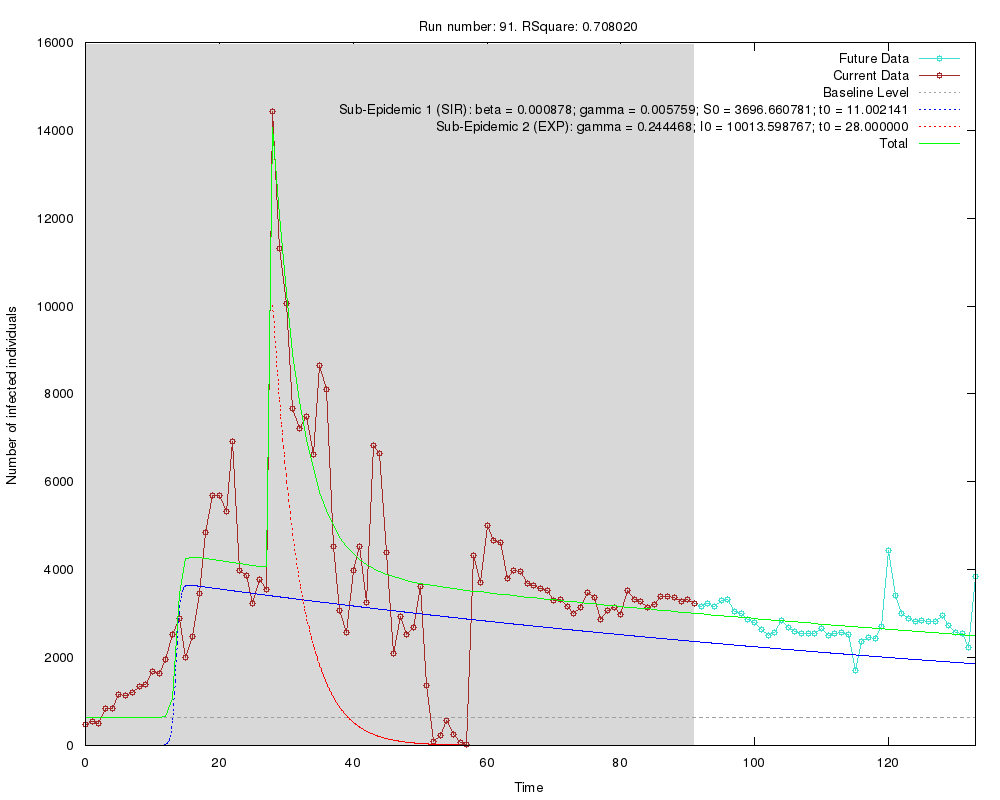 Run number: 91. RSquare: 0.708020
16000
14000
12000
10000
8000
6000
4000
2000
0
Number of infected individuals
Future Data
Current Data
Baseline Level
Sub-Epidemic 1 (SIR): beta = 0.000878; gamma = 0.005759; S0 = 3696.660781; t0 = 11.002141
Sub-Epidemic 2 (EXP): gamma = 0.244468; I0 = 10013.598767; t0 = 28.000000
Total
0 20 40 60 80 100 120
Time